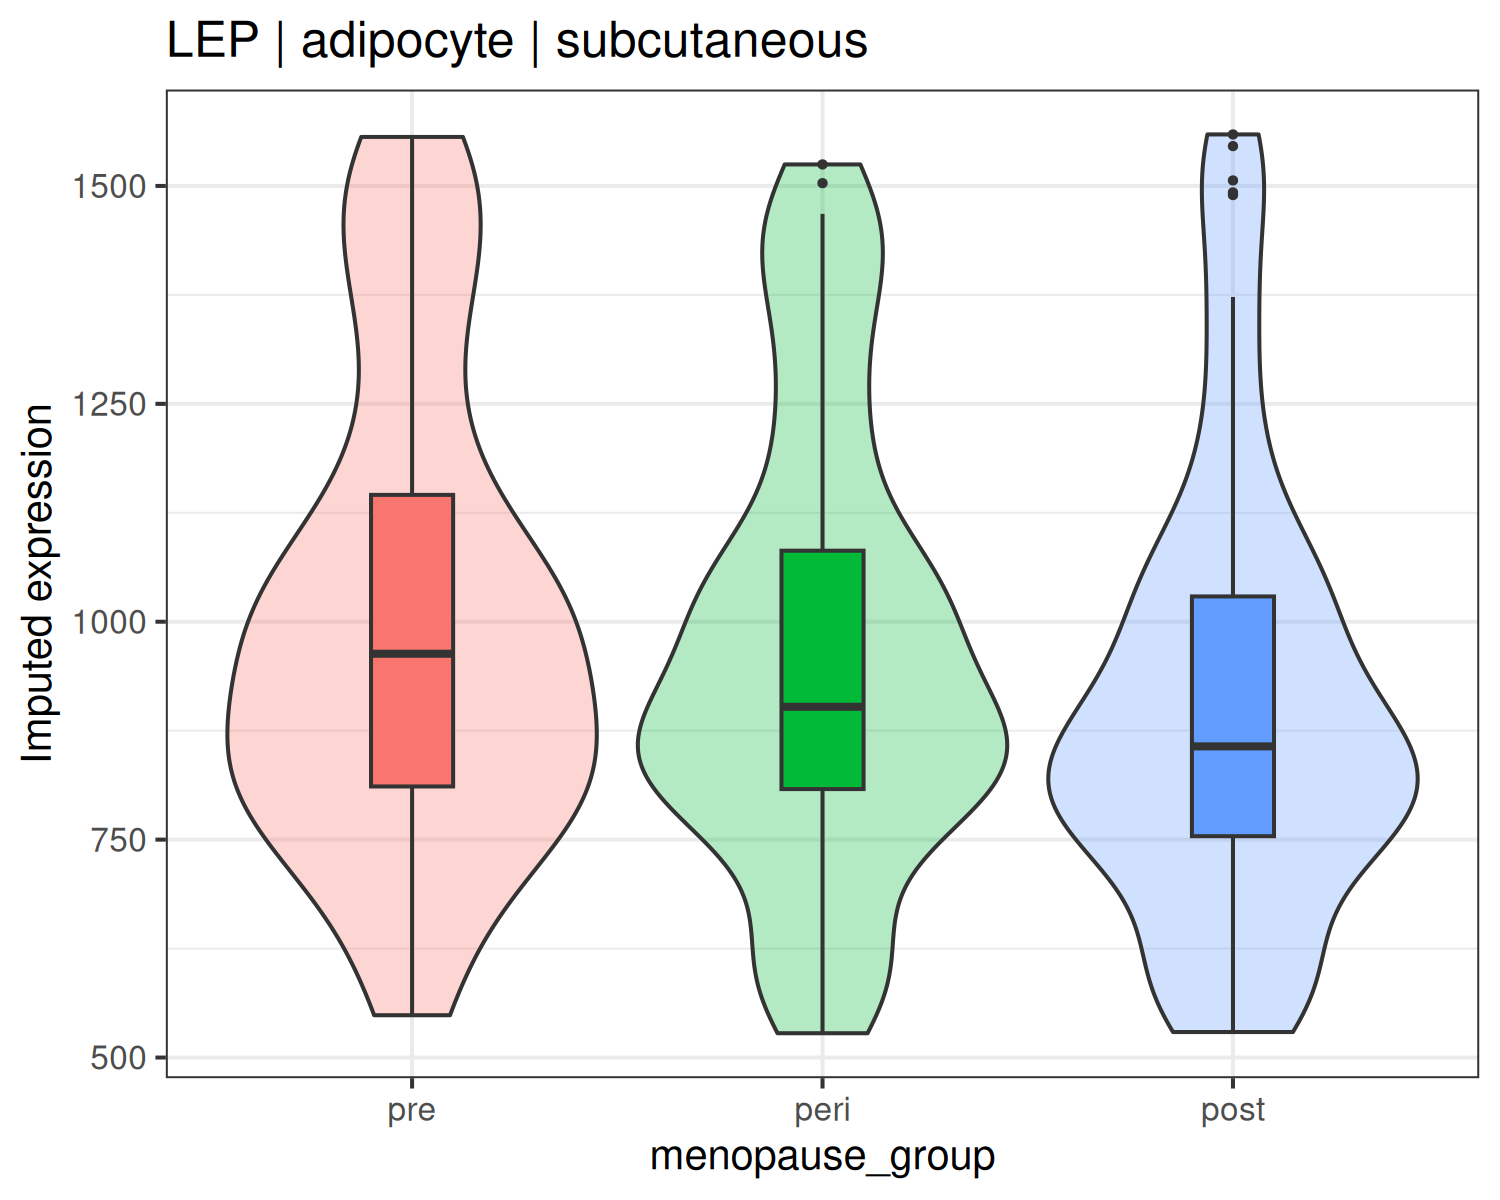 LEP | adipocyte | subcutaneous
Imputed expression
1500
1250
1000
750
500
pre
peri
post
menopause_group